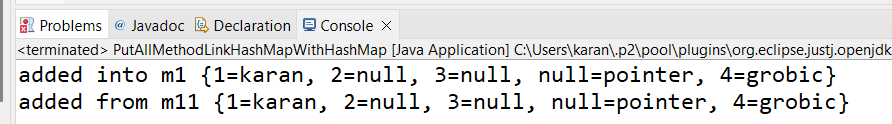 Problems @ Javadoc Declaration Console ×
<terminated> PutAllMethodLinkHashMapWithHashMap [Java Application] C:\Users\karan\.p2\pool\plugins\org.eclipse.justj.openjdk
added into m1 {1=karan, 2=null, 3=null, null=pointer, 4=grobic}
added from m11 {1=karan, 2=null, 3=null, null=pointer, 4=grobic}